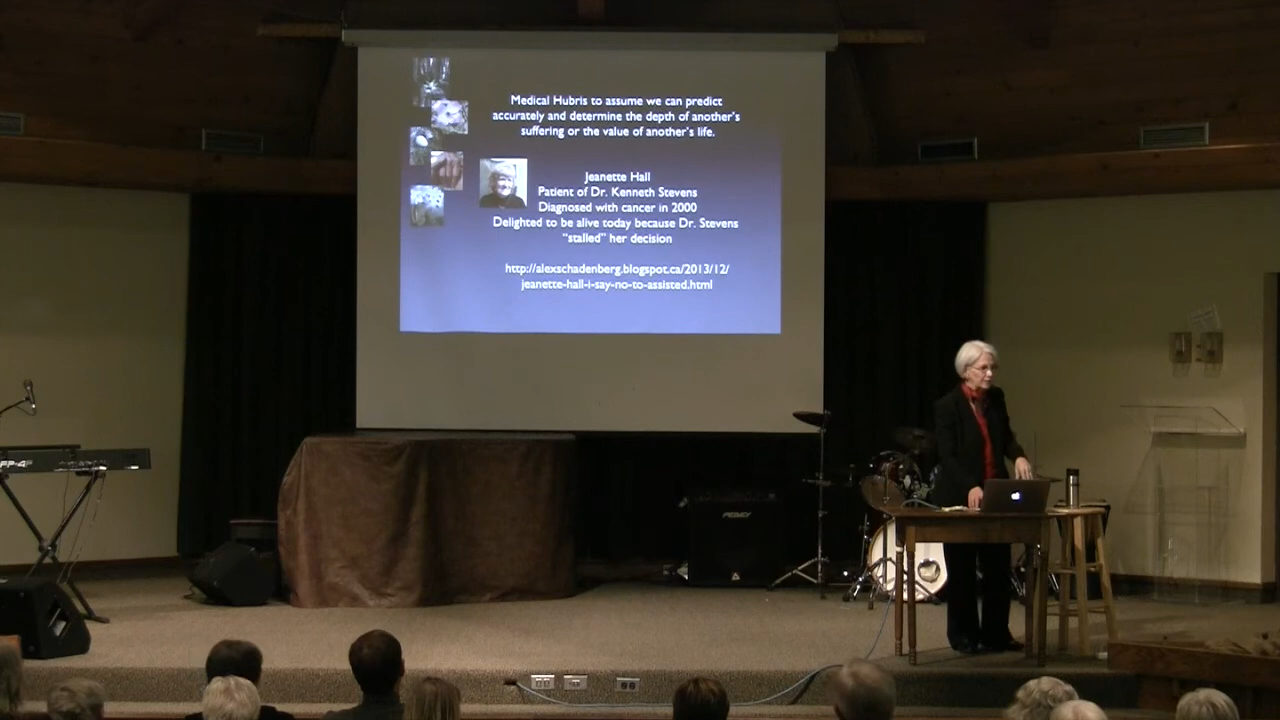 Medical Hubris to assume we can predict
accurately and determine the depth of another's
suffering or the value of another's life.
Jeanette Hall
Patient of Dr. Kenneth Stevens
Diagnosed with cancer in 2000
Delighted to be alive today because Dr. Stevens
"stalled" her decision
http://alexschadenberg.blogspot.ca/2013/12/
jeanette-hall-i-say-no-to-assisted.html
FP-4F
PEAVEY